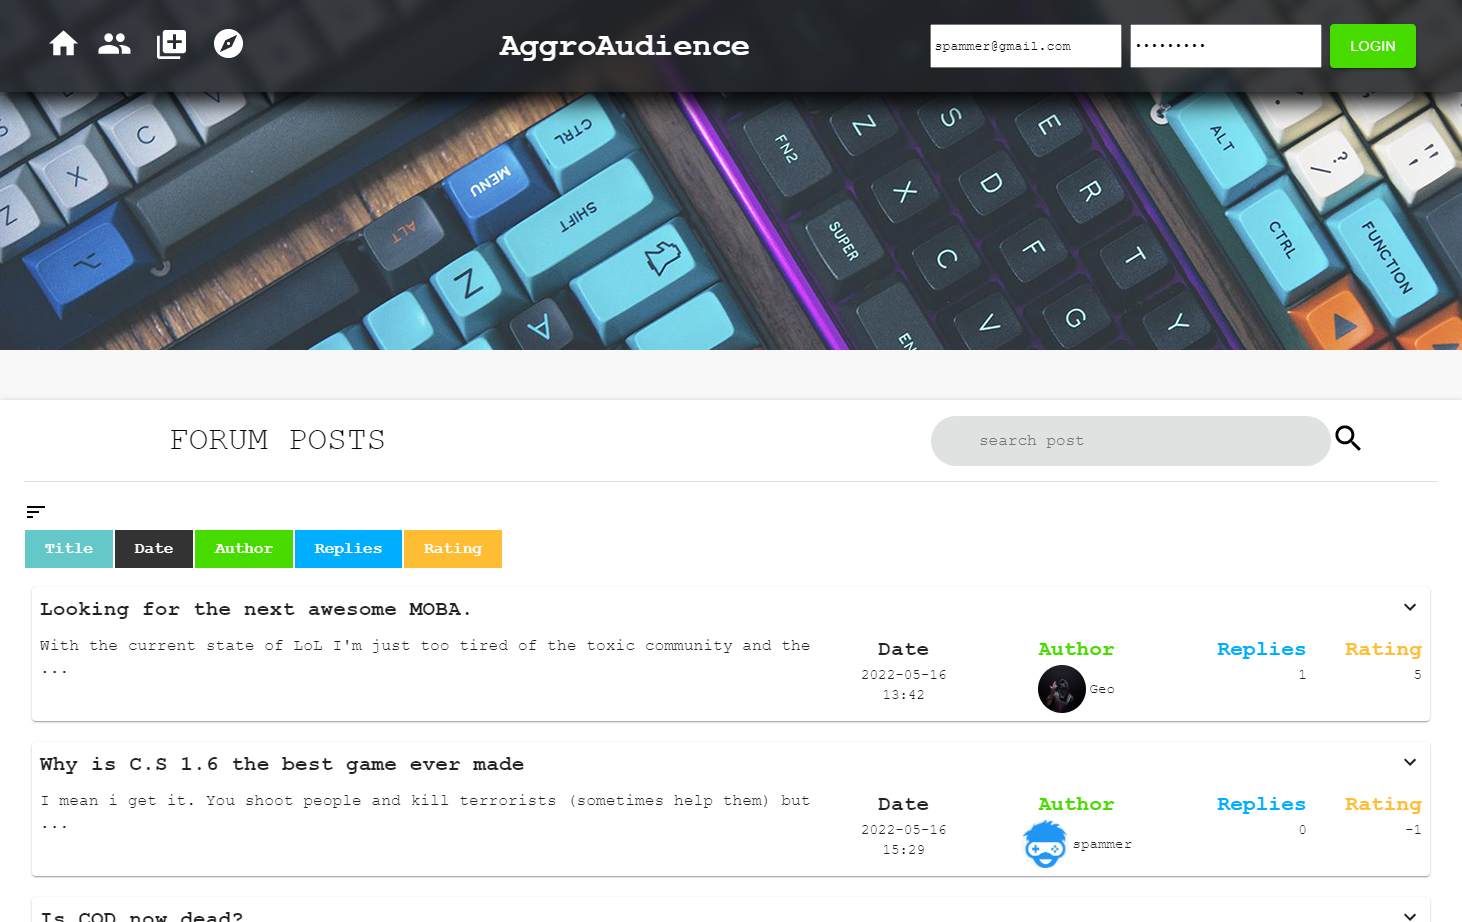 AggroAudience
spammer@gmail.com
•••••••••
LOGIN
C
X
Z
CTRL
MENU
ALT
SHIFT
Z
A
FN2
Z
S
E
X
D
R
SUPER
C
F
T
V
G
Y
ALT
CTRL
FUNCTION
/ ?
FORUM POSTS
search post
Title Date Author Replies Rating
Looking for the next awesome MOBA.
With the current state of LoL I'm just too tired of the toxic community and the
...
Date Author Replies Rating
2022-05-16
13:42
Geo
1
5
Why is C.S 1.6 the best game ever made
I mean i get it. You shoot people and kill terrorists (sometimes help them) but
...
Date Author Replies Rating
2022-05-16
15:29
spammer
0
-1
Is COD now dead?